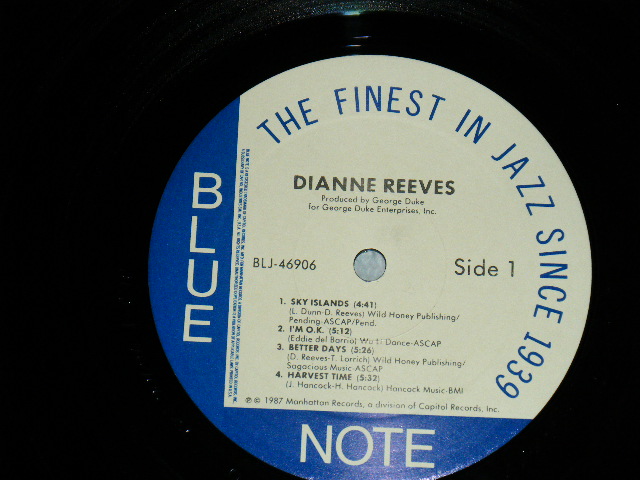 THE FINEST IN JAZZ SINCE 1939
BLUE
NOTE
DIANNE REEVES
Produced by George Duke
for George Duke Enterprises, Inc.
BLJ-46906
Side 1
1. SKY ISLANDS (4:41)
(L. Dunn-D. Reeves) Wild Honey Publishing/
Pending-ASCAP/Pend.
2. I'M O.K. (5:12)
(Eddie del Barrio) Dance-ASCAP
3. BETTER DAYS (5:26)
(D. Reeves-T. Lorrich) Wild Honey Publishing/
Sagacious Music-ASCAP
4. HARVEST TIME (5:32)
(J. Hancock-H. Hancock) Hancock Music-BMI
℗ © 1987 Manhattan Records, a division of Capitol Records, Inc.